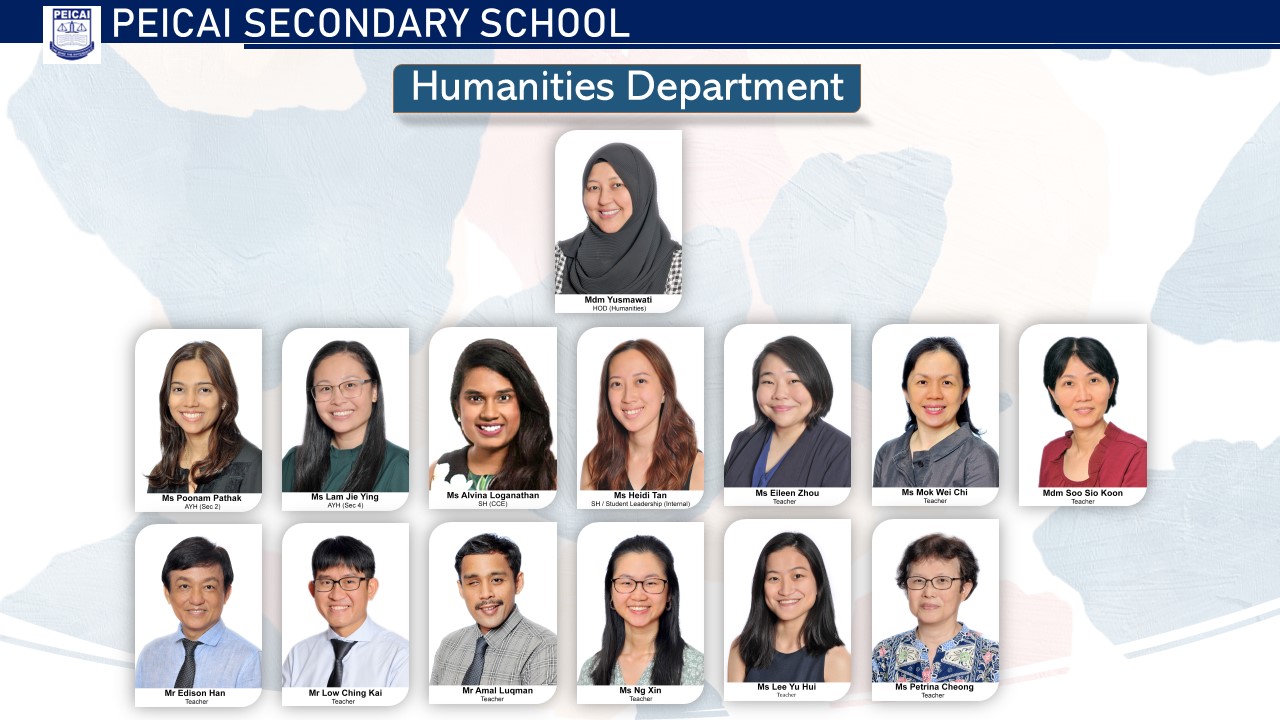 PEICAI
PEICAI SECONDARY SCHOOL
Humanities Department
Mdm Yusmawati
HOD (Humanities)
Ms Poonam Pathak
AYH (Sec 2)
Ms Lam Jie Ying
AYH (Sec 4)
Ms Alvina Loganathan
SH (CCE)
Ms Heidi Tan
SH / Student Leadership (Internal)
Ms Eileen Zhou
Teacher
Ms Mok Wei Chi
Teacher
Mdm Soo Sio Koon
Teacher
Mr Edison Han
Teacher
Mr Low Ching Kai
Teacher
Mr Amal Luqman
Teacher
Ms Ng Xin
Teacher
Ms Lee Yu Hui
Teacher
Ms Petrina Cheong
Teacher